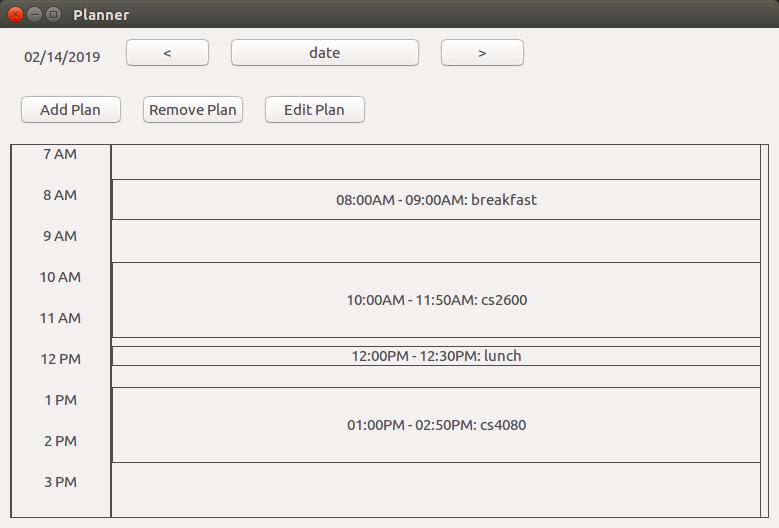 Planner
02/14/2019 < date >
Add Plan Remove Plan Edit Plan
7 AM
8 AM 08:00AM - 09:00AM: breakfast
9 AM
10 AM
10:00AM - 11:50AM: cs2600
11 AM
12 PM 12:00PM - 12:30PM: lunch
1 PM
01:00PM - 02:50PM: cs4080
2 PM
3 PM